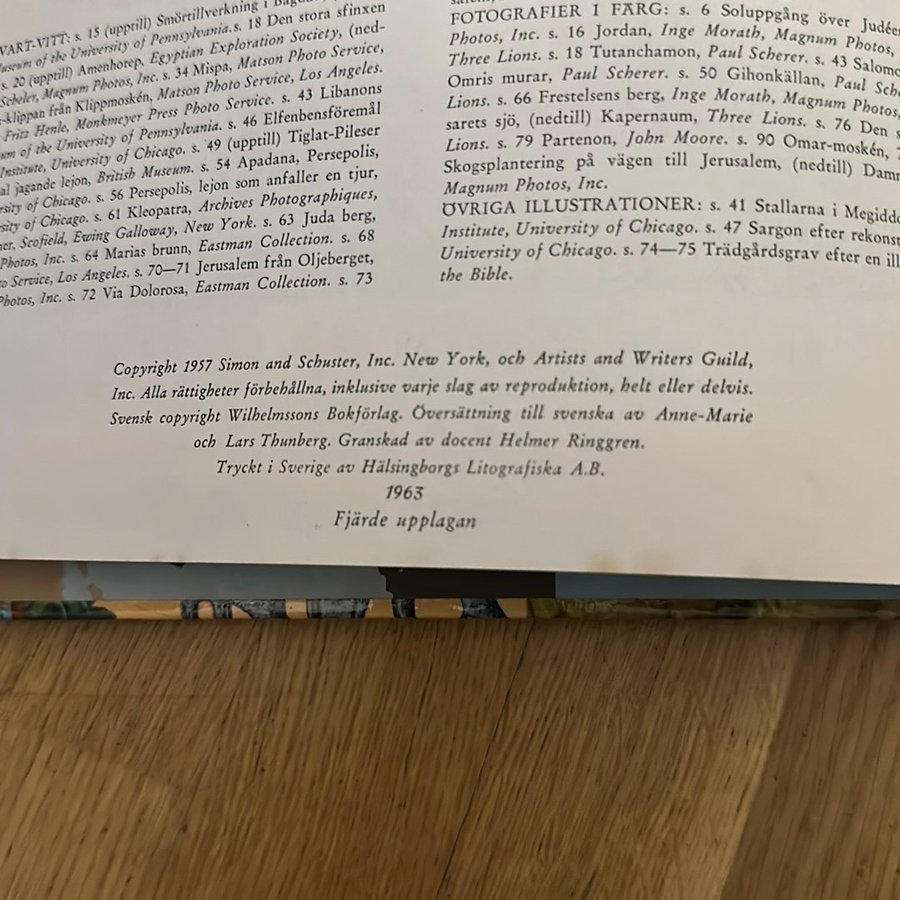 VART-VITT: s. 15 (upptill) Smörtillverkning i
Museum of the University of Pennsylvania. s. 18 Den stora sfinxen
s. 20 (upptill) Amenhotep, Egyptian Exploration Society, (ned-
Scheler, Magnum Photos, Inc. s. 34 Mispa, Matson Photo Service,
-klippan från Klippmoskén, Matson Photo Service, Los Angeles.
Fritz Henle, Monkmeyer Press Photo Service. s. 43 Libanons
of the University of Pennsylvania. s. 46 Elfenbensföremål
Institute, University of Chicago. s. 49 (upptill) Tiglat-Pileser
jagande lejon, British Museum. s. 54 Apadana, Persepolis,
of Chicago. s. 56 Persepolis, lejon som anfaller en tjur,
of Chicago. s. 61 Kleopatra, Archives Photographiques,
Scofield, Ewing Galloway, New York. s. 63 Juda berg,
Photos, Inc. s. 64 Marias brunn, Eastman Collection. s. 68
Service, Los Angeles. s. 70—71 Jerusalem från Oljeberget,
Photos, Inc. s. 72 Via Dolorosa, Eastman Collection. s. 73
FOTOGRAFIER I FÄRG: s. 6 Soluppgång över
Photos, Inc. s. 16 Jordan, Inge Morath, Magnum Photos,
Three Lions. s. 18 Tutanchamon, Paul Scherer. s. 43
Omris murar, Paul Scherer. s. 50 Gihonkällan, Paul
Lions. s. 66 Frestelsens berg, Inge Morath, Magnum Photos,
sarets sjö, (nedtill) Kapernaum, Three Lions. s. 76 Den
Lions. s. 79 Partenon, John Moore. s. 90 Omar-moskén,
Skogsplantering på vägen till Jerusalem, (nedtill)
Magnum Photos, Inc.
ÖVRIGA ILLUSTRATIONER: s. 41 Stallarna i
Institute, University of Chicago. s. 47 Sargon efter
University of Chicago. s. 74—75 Trädgårdsgrav efter en
the Bible.
Copyright 1957 Simon and Schuster, Inc. New York, och Artists and Writers Guild,
Inc. Alla rättigheter förbehållna, inklusive varje slag av reproduktion, helt eller delvis.
Svensk copyright Wilhelmssons Bokförlag. Översättning till svenska av Anne-Marie
och Lars Thunberg. Granskad av docent Helmer Ringgren.
Tryckt i Sverige av Hälsingborgs Litografiska A.B.
1963
Fjärde upplagan